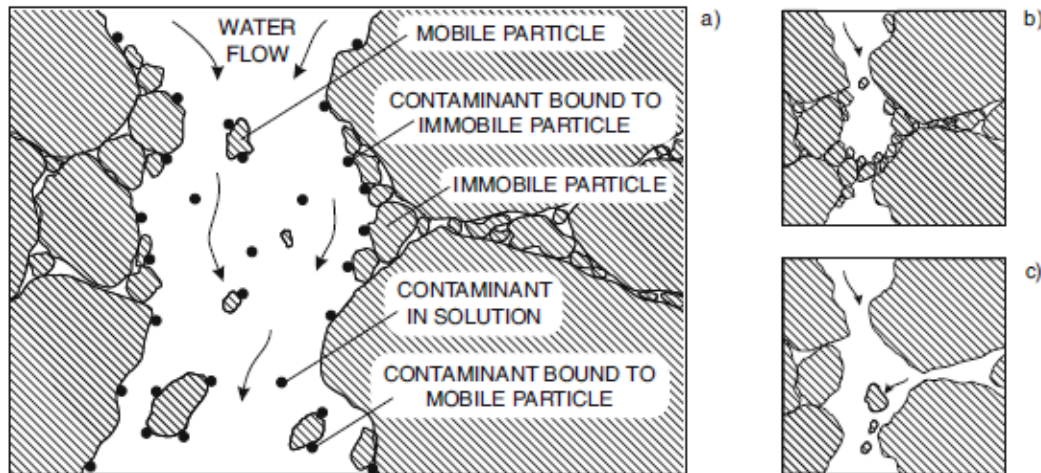 WATER
FLOW
MOBILE PARTICLE
CONTAMINANT BOUND TO
IMMOBILE PARTICLE
IMMOBILE PARTICLE
CONTAMINANT
IN SOLUTION
CONTAMINANT BOUND TO
MOBILE PARTICLE
a)
b)
c)